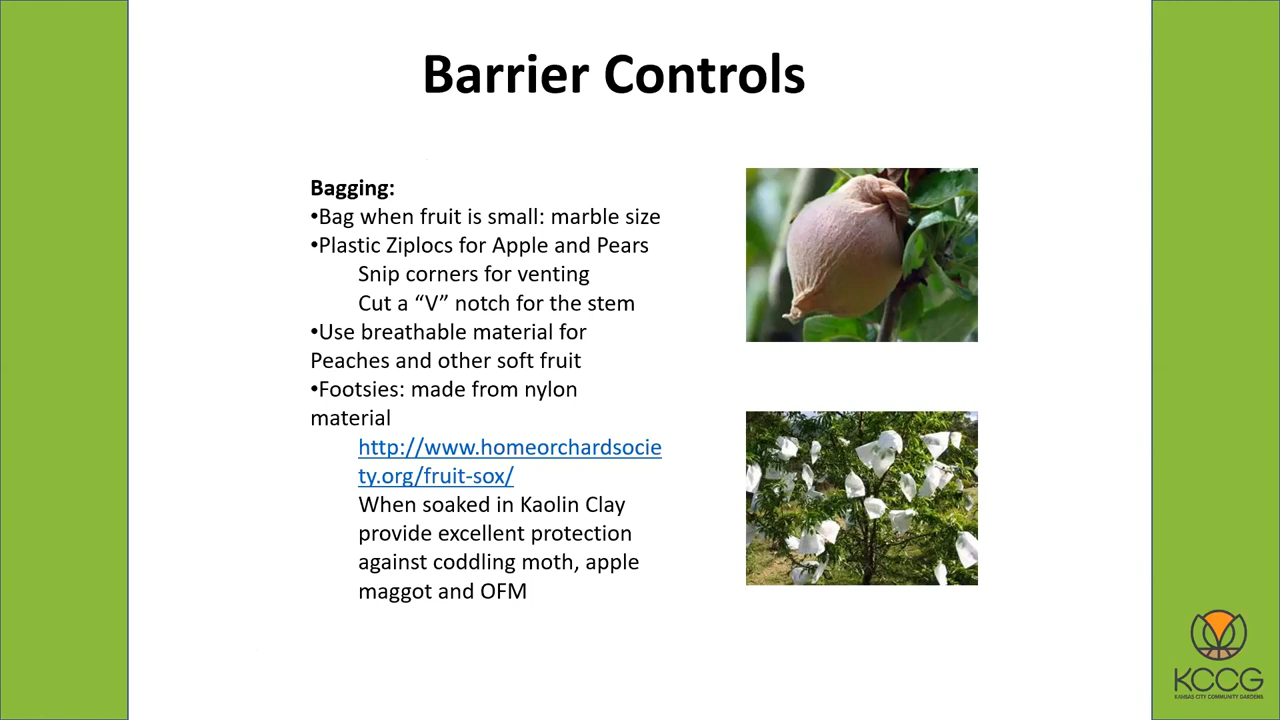 Barrier Controls
Bagging:
•Bag when fruit is small: marble size
•Plastic Ziplocs for Apple and Pears
Snip corners for venting
Cut a “V” notch for the stem
•Use breathable material for
Peaches and other soft fruit
•Footsies: made from nylon
material
http://www.homeorchardsocie
ty.org/fruit-sox/
When soaked in Kaolin Clay
provide excellent protection
against coddling moth, apple
maggot and OFM
KCCG
KANSAS CITY COMMUNITY GARDENS